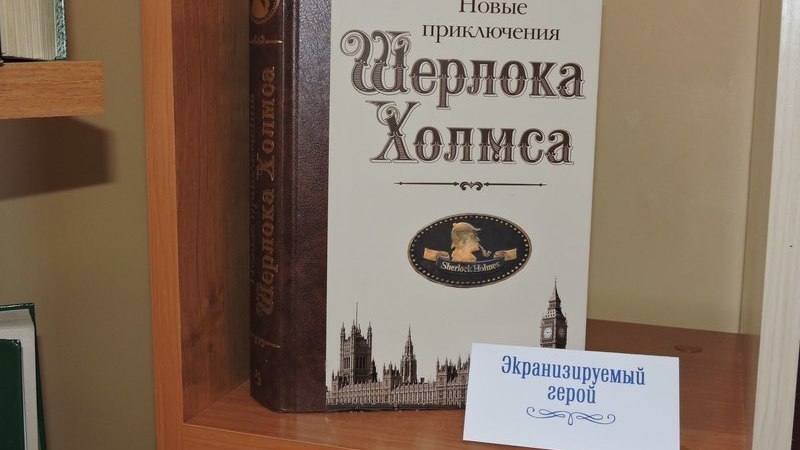 Новые
приключения
Шерлока
Холмса
Sherlock Holmes
Шерлока Холмса
Экранизируемый
герой